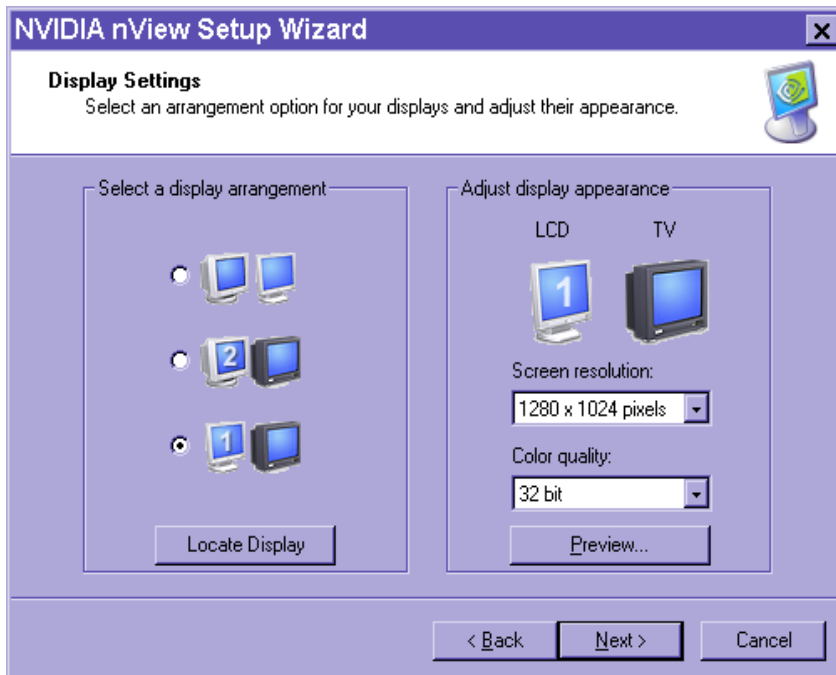 NVIDIA nView Setup Wizard
Display Settings
Select an arrangement option for your displays and adjust their appearance.
Select a display arrangement
2
1
Locate Display
Adjust display appearance
LCD TV
1
Screen resolution:
1280 x 1024 pixels
Color quality:
32 bit
Preview...
< Back Next > Cancel